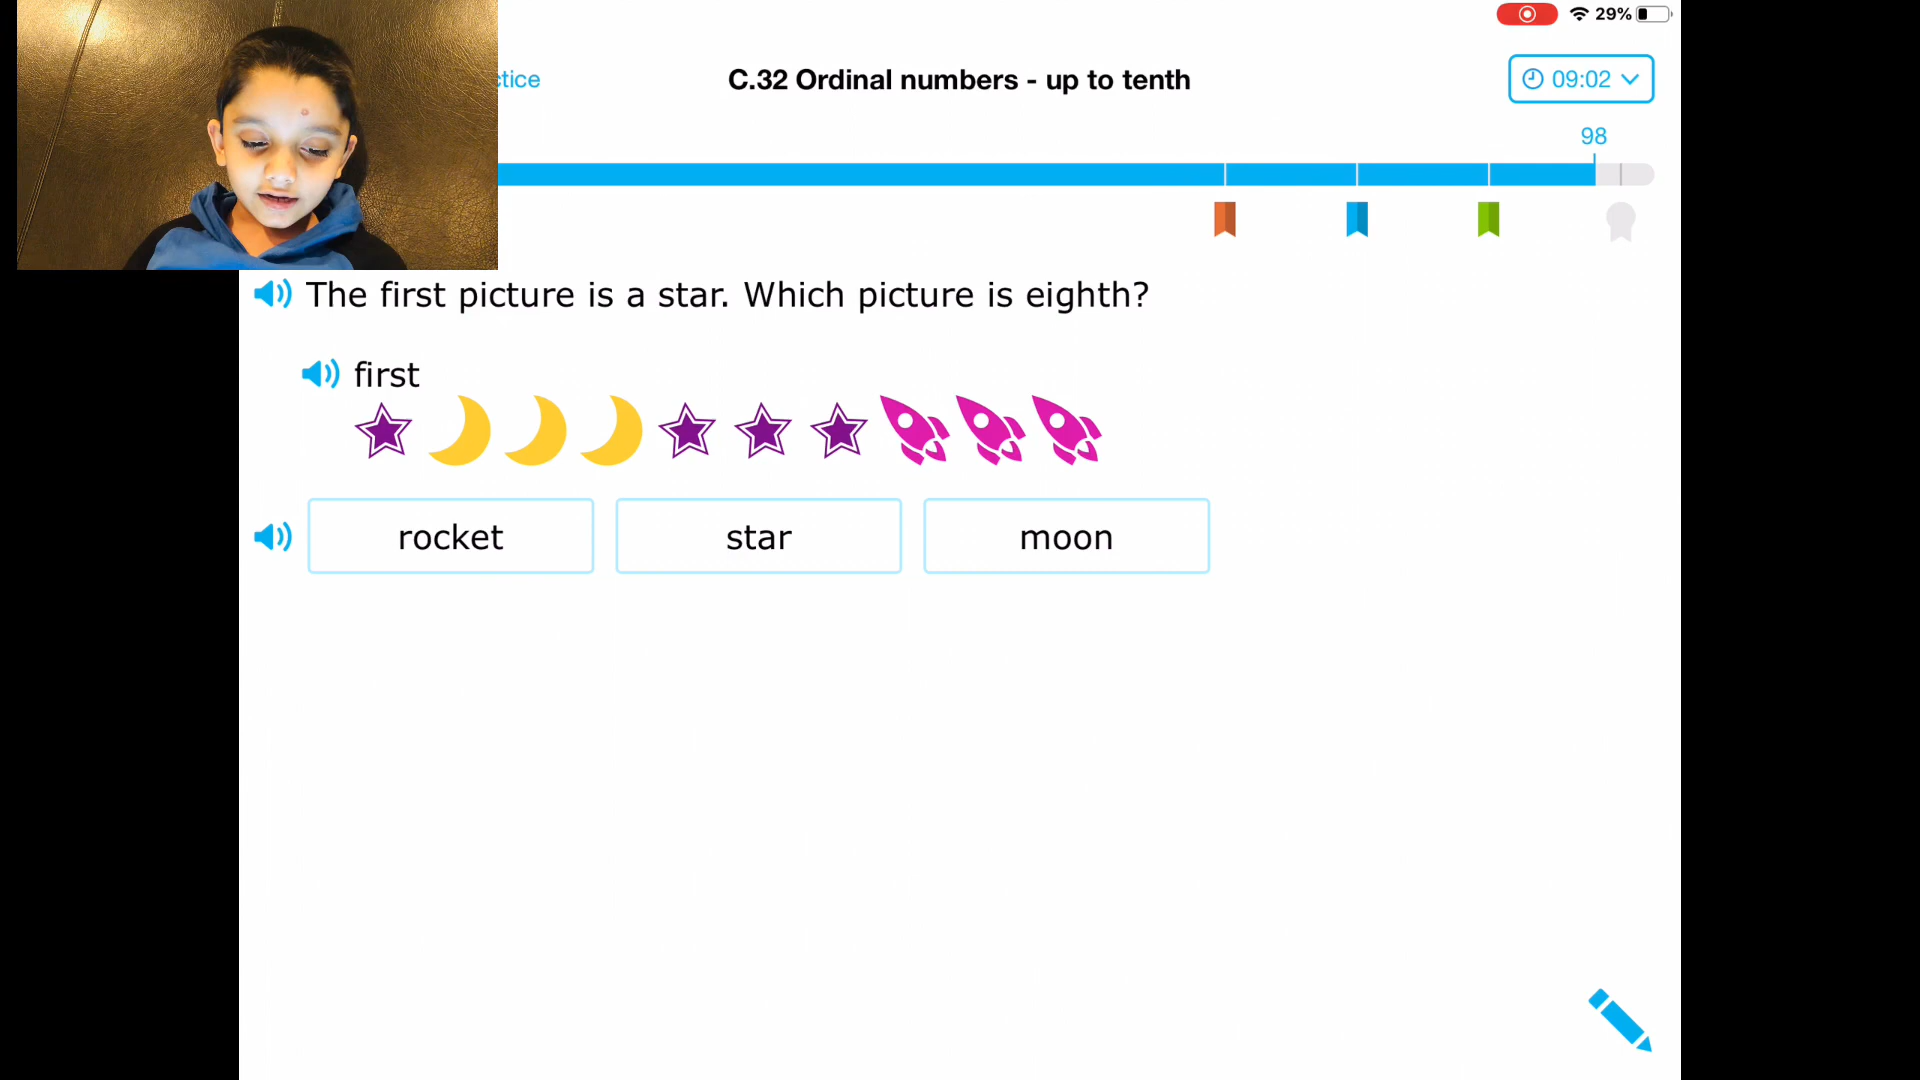 29%
ctice
C.32 Ordinal numbers - up to tenth
09:02
98
The first picture is a star. Which picture is eighth?
first
rocket
star
moon